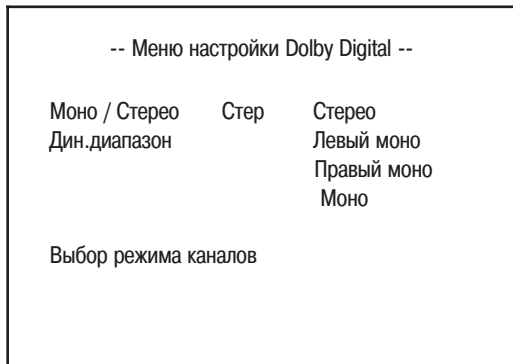 -- Меню настройки Dolby Digital --
Моно / Стерео Стер Стерео
Дин.диапазон Левый моно
Правый моно
Моно
Выбор режима каналов